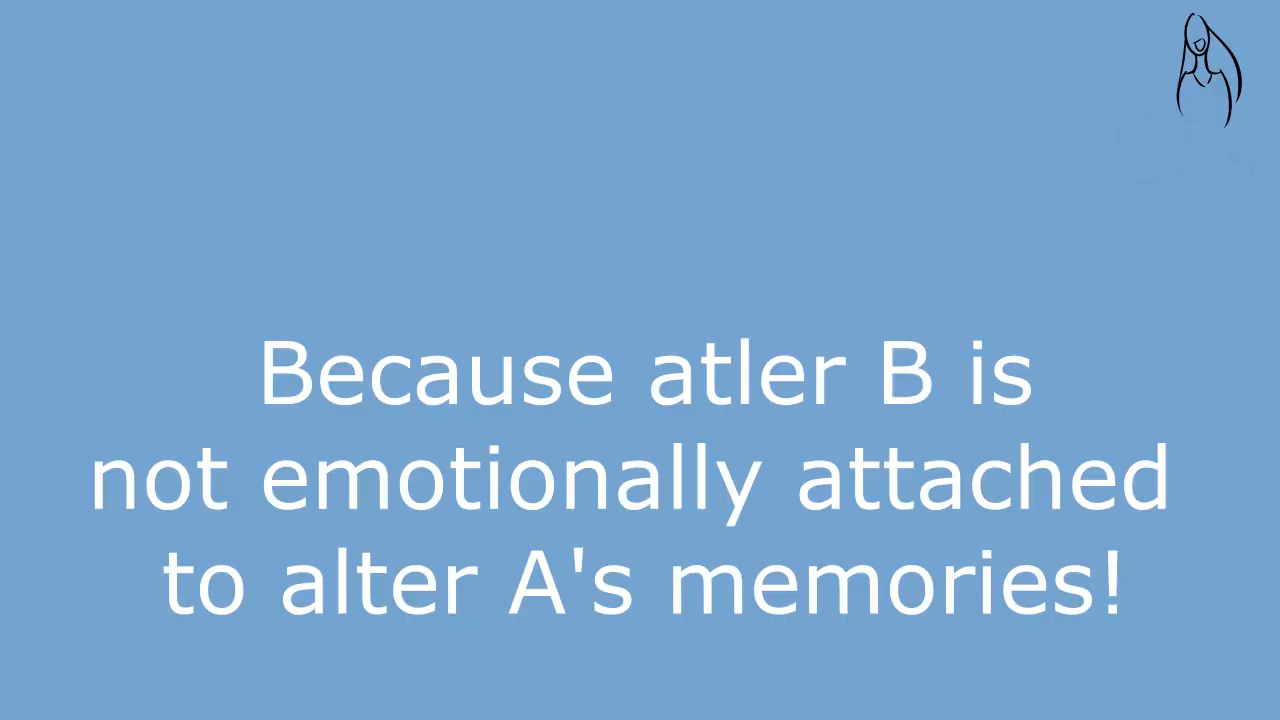 Because atler B is
not emotionally attached
to alter A's memories!